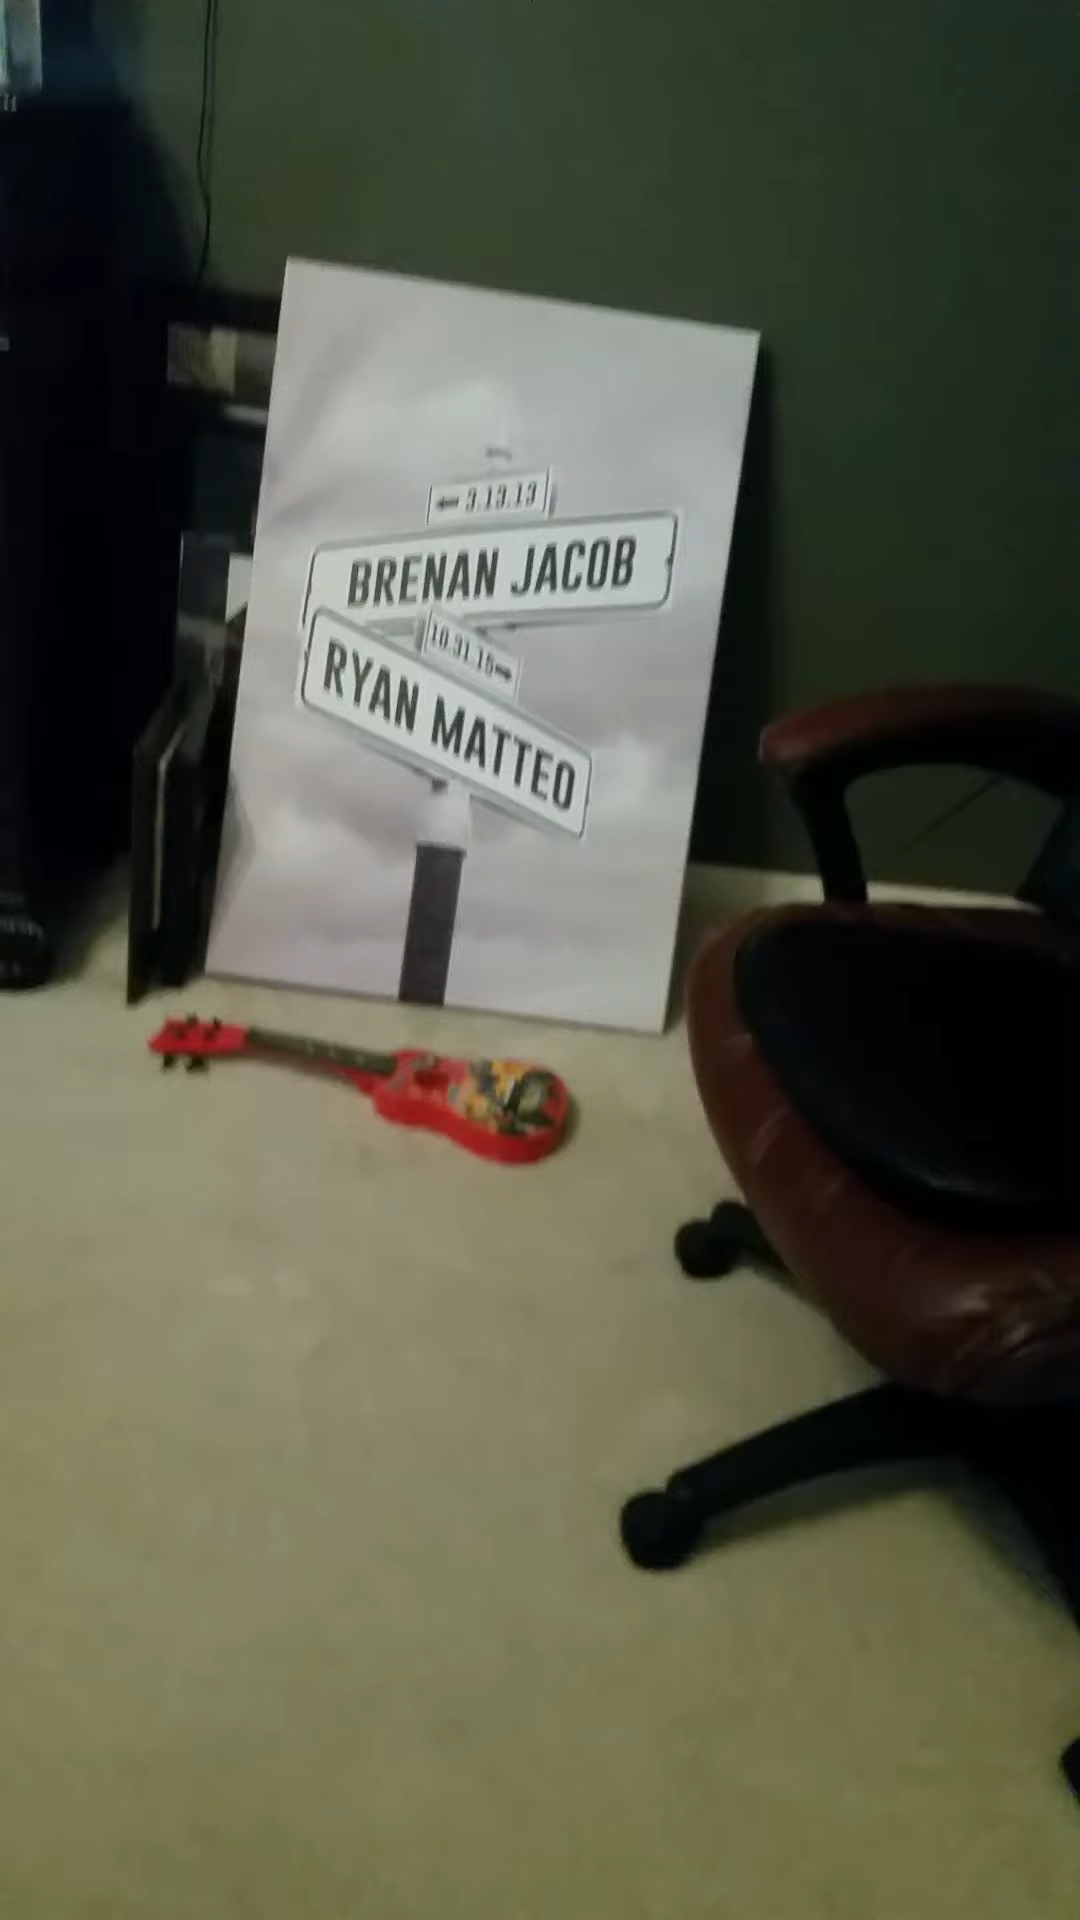 ← 3.13.13
BRENAN JACOB
10.31.15→
RYAN MATTEO